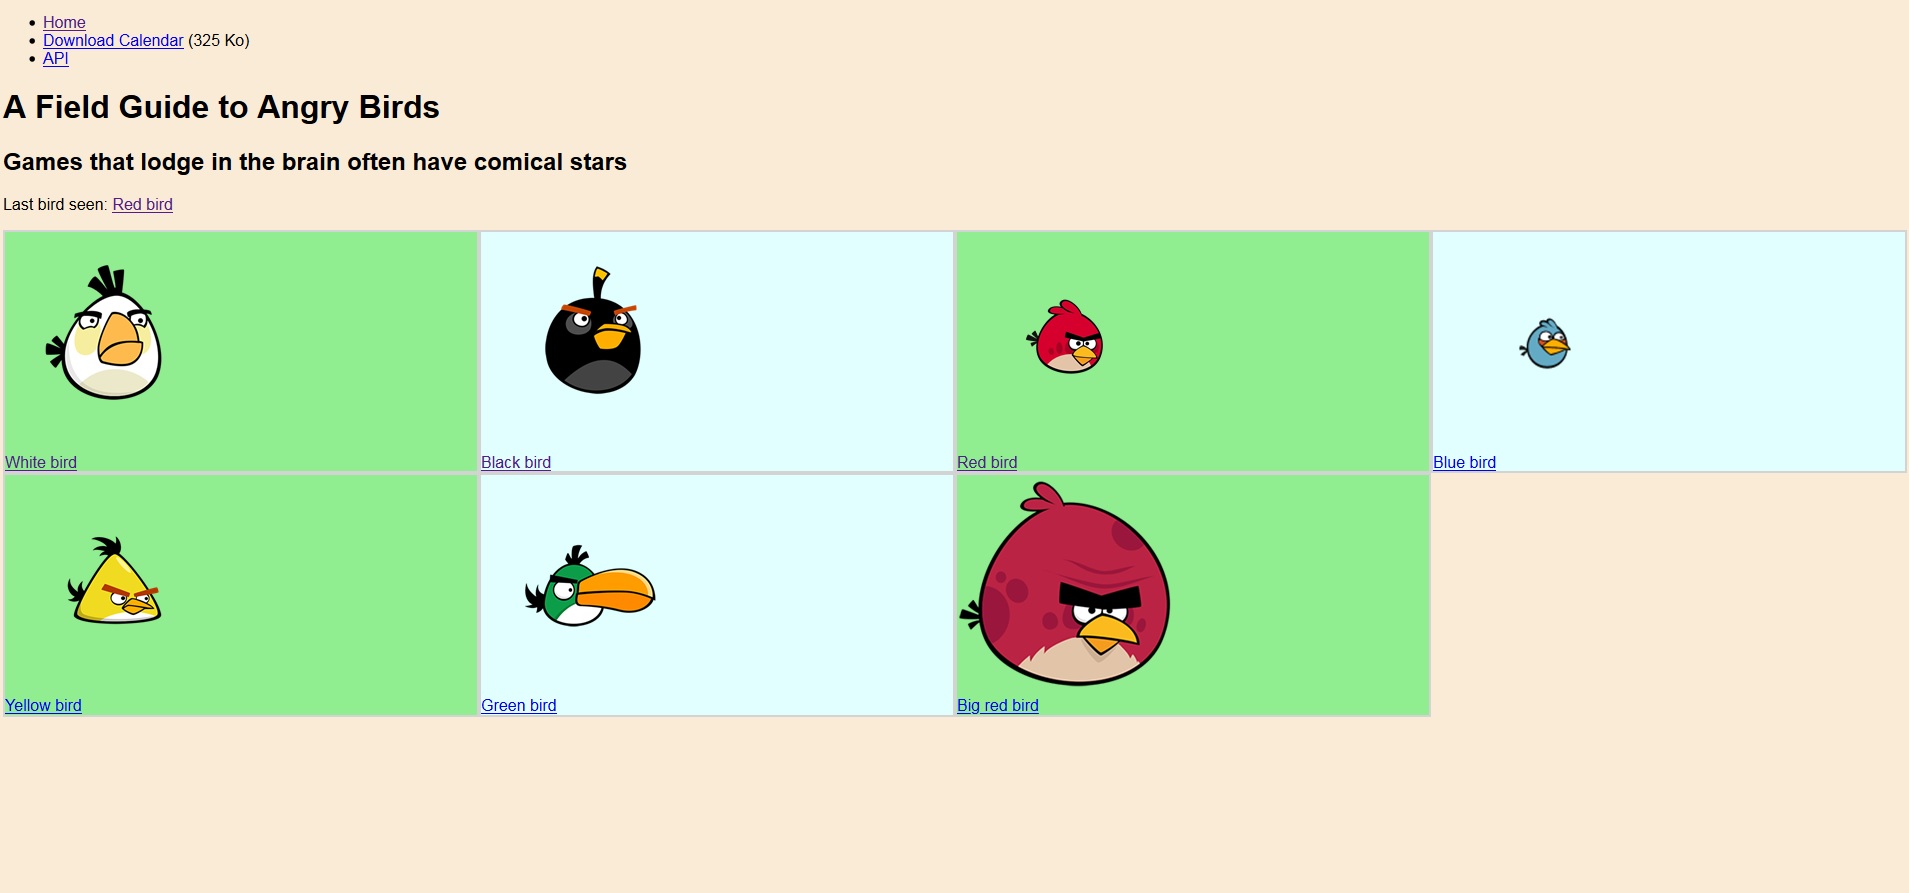 Home
Download Calendar (325 Ko)
API
A Field Guide to Angry Birds
Games that lodge in the brain often have comical stars
Last bird seen: Red bird
White bird
Black bird
Red bird
Blue bird
Yellow bird
Green bird
Big red bird